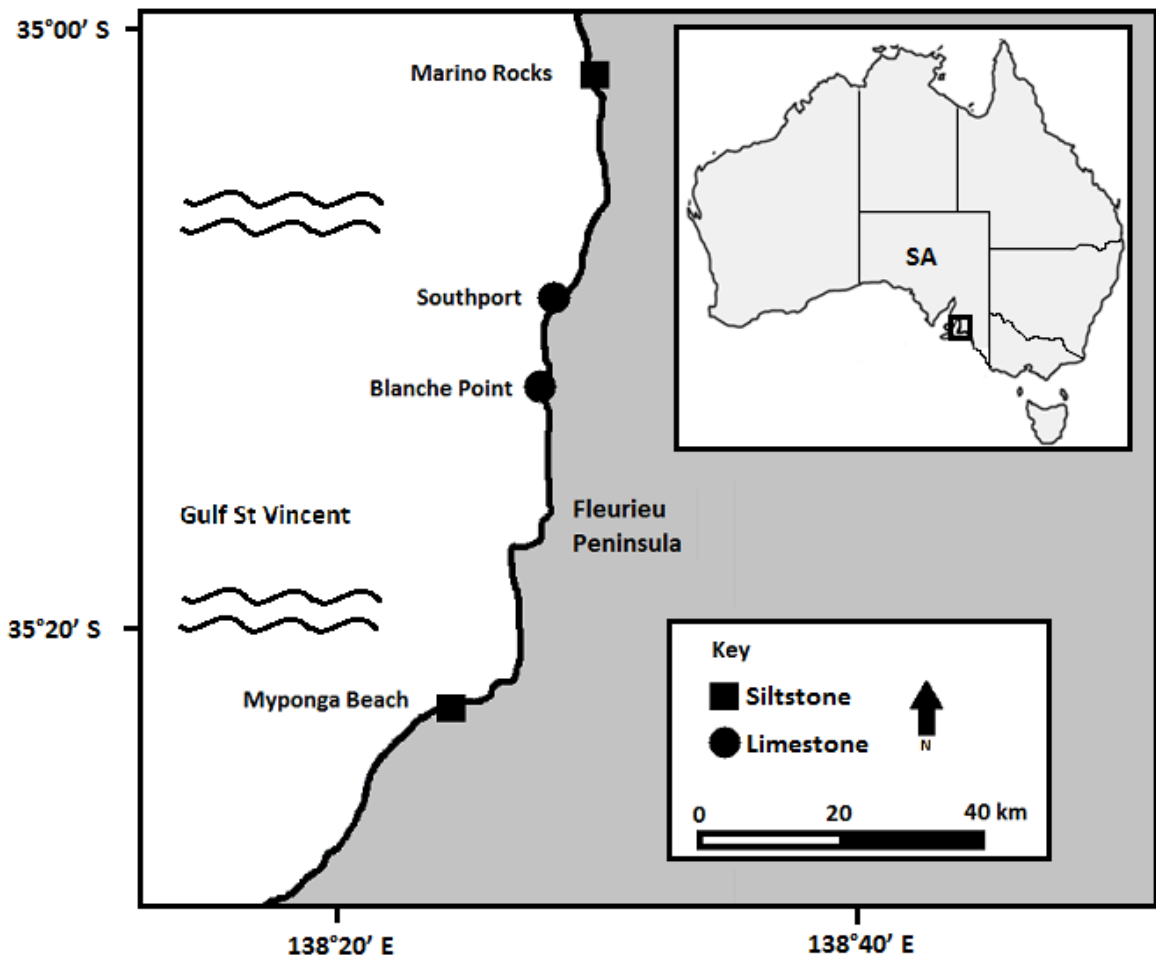 35°00' S
Marino Rocks
SA
Southport
Blanche Point
Gulf St Vincent
Fleurieu
Peninsula
35°20' S
Myponga Beach
Key
Siltstone
Limestone
N
0 20 40 km
138°20' E 138°40' E